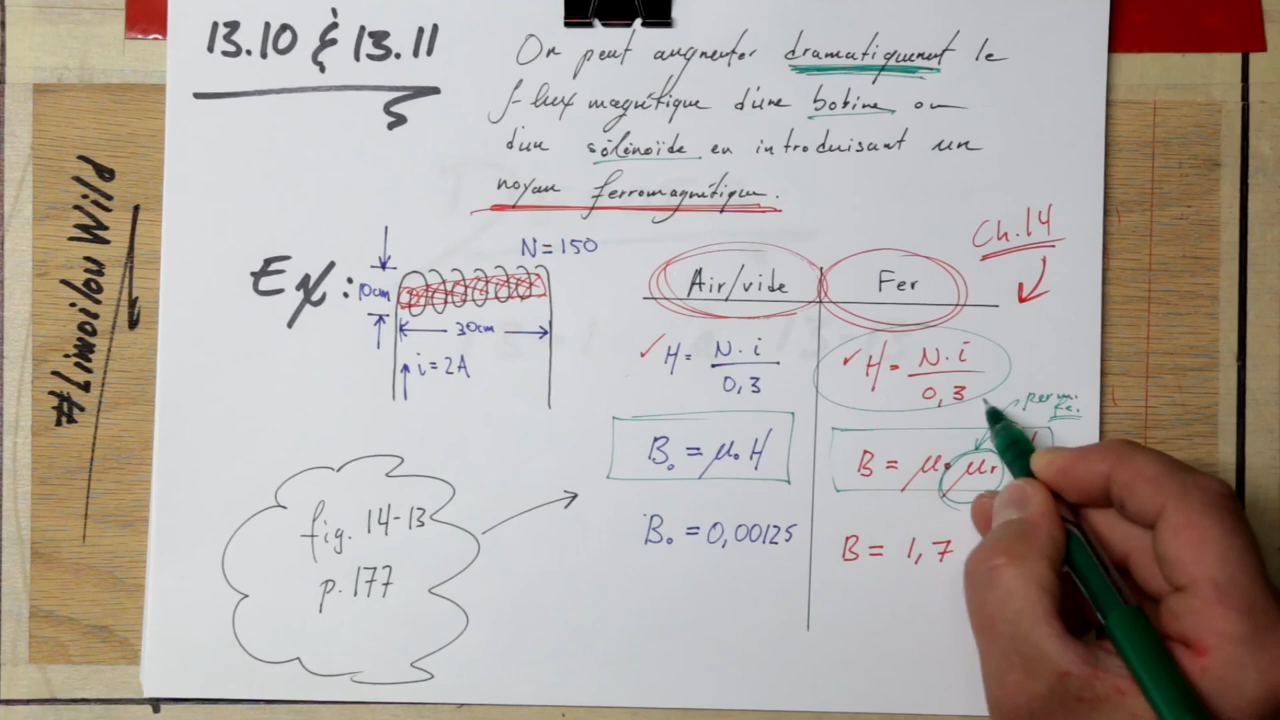 13.10 & 13.11
On peut augmenter dramatiquement le
flux magnétique d'une bobine ou
d'un solénoïde en introduisant un
noyau ferromagnétique.
#Limoilou Wild
Ch.14
Ex:
N=150
10cm
30cm
i=2A
Air/vide
Fer
H = N·i / 0,3
H = N·i / 0,3
perm.
Fe.
B₀ = μ₀ H
B = μ₀ μr
fig. 14-13
p. 177
B₀ = 0,00125
B = 1,7